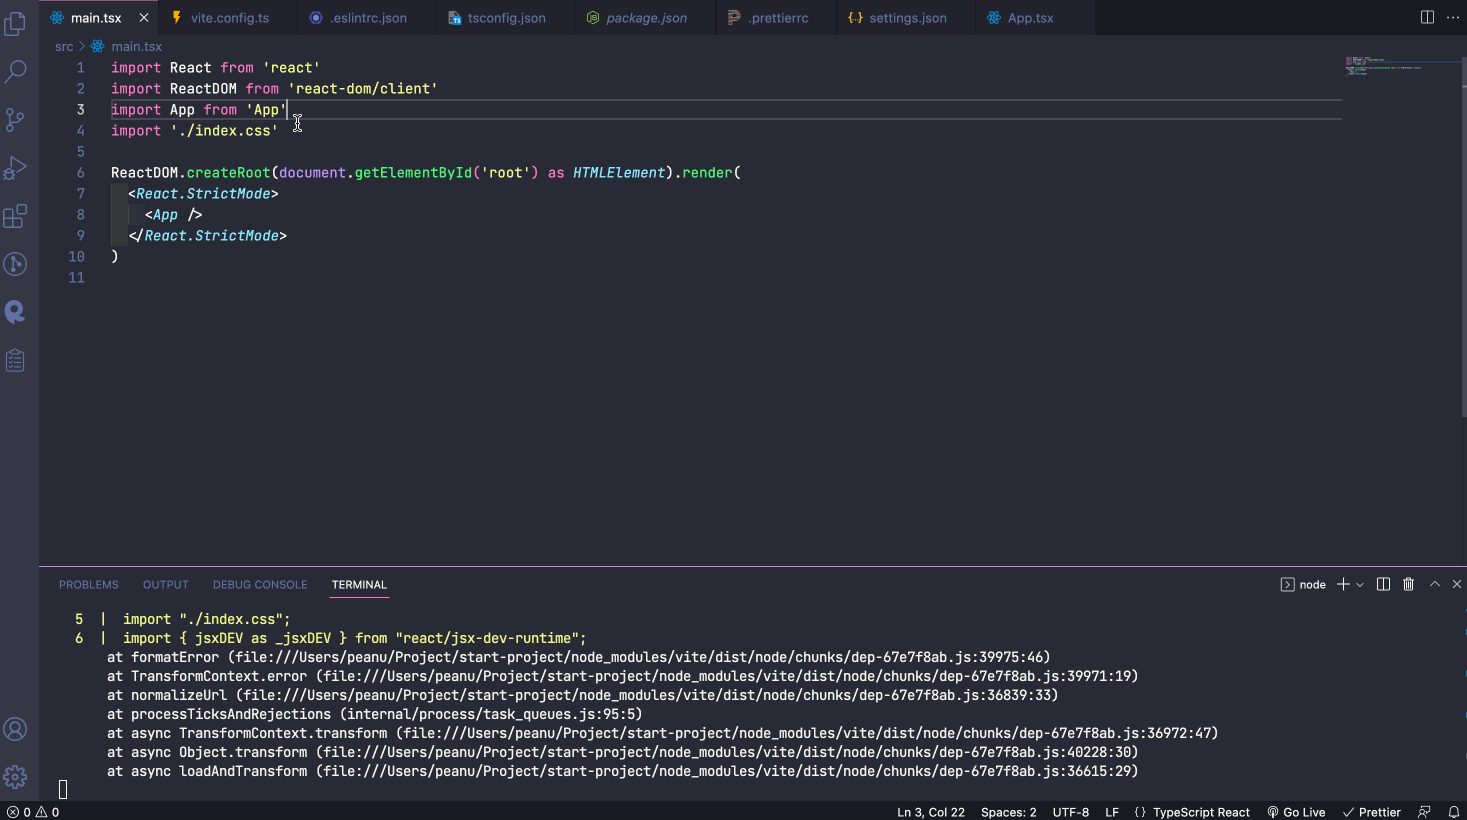 main.tsx vite.config.ts .eslintrc.json tsconfig.json package.json .prettierrc settings.json App.tsx
src main.tsx
1 import React from 'react'
2 import ReactDOM from 'react-dom/client'
3 import App from 'App'
4 import './index.css'
5
6 ReactDOM.createRoot(document.getElementById('root') as HTMLElement).render(
7 <React.StrictMode>
8 <App />
9 </React.StrictMode>
10 )
11
PROBLEMS OUTPUT DEBUG CONSOLE TERMINAL node
5 | import "./index.css";
6 | import { jsxDEV as _jsxDEV } from "react/jsx-dev-runtime";
at formatError (file:///Users/peanu/Project/start-project/node_modules/vite/dist/node/chunks/dep-67e7f8ab.js:39975:46)
at TransformContext.error (file:///Users/peanu/Project/start-project/node_modules/vite/dist/node/chunks/dep-67e7f8ab.js:39971:19)
at normalizeUrl (file:///Users/peanu/Project/start-project/node_modules/vite/dist/node/chunks/dep-67e7f8ab.js:36839:33)
at processTicksAndRejections (internal/process/task_queues.js:95:5)
at async TransformContext.transform (file:///Users/peanu/Project/start-project/node_modules/vite/dist/node/chunks/dep-67e7f8ab.js:36972:47)
at async Object.transform (file:///Users/peanu/Project/start-project/node_modules/vite/dist/node/chunks/dep-67e7f8ab.js:40228:30)
at async loadAndTransform (file:///Users/peanu/Project/start-project/node_modules/vite/dist/node/chunks/dep-67e7f8ab.js:36615:29)
0 0 Ln 3, Col 22 Spaces: 2 UTF-8 LF {} TypeScript React Go Live Prettier